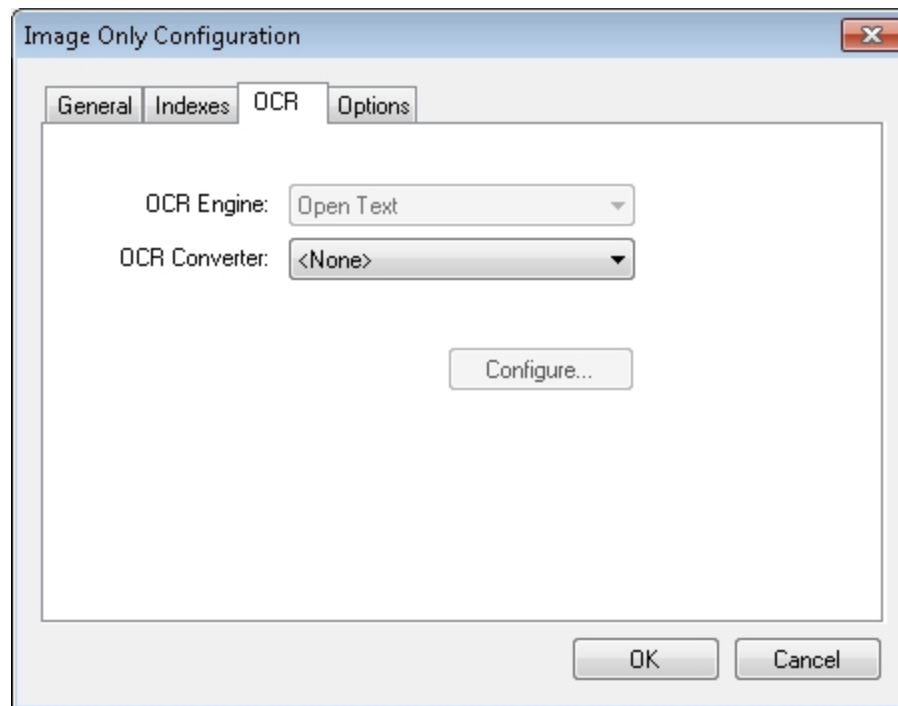 Image Only Configuration
General Indexes OCR Options
OCR Engine: Open Text
OCR Converter: <None>
Configure...
OK Cancel